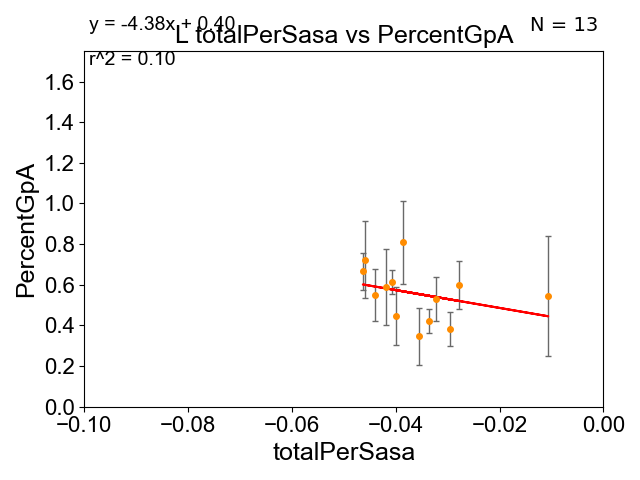 y = -4.38x + 0.40
N = 13
L totalPerSasa vs PercentGpA
r^2 = 0.10
PercentGpA
1.6
1.4
1.2
1.0
0.8
0.6
0.4
0.2
0.0
−0.10 −0.08 −0.06 −0.04 −0.02 0.00
totalPerSasa